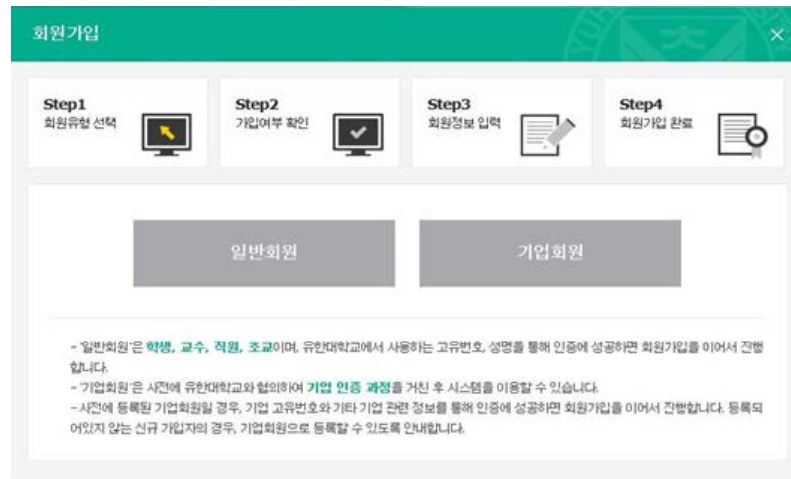 회원가입
Step1
회원유형 선택
Step2
가입여부 확인
Step3
회원정보 입력
Step4
회원가입 완료
일반회원
기업회원
- '일반회원'은 학생, 교수, 직원, 조교이며, 유한대학교에서 사용하는 고유번호, 성명을 통해 인증에 성공하면 회원가입을 이어서 진행
합니다.
- '기업회원'은 사전에 유한대학교와 협의하여 기업 인증 과정을 거친 후 시스템을 이용할 수 있습니다.
- 사전에 등록된 기업회원일 경우, 기업 고유번호와 기타 기업 관련 정보를 통해 인증에 성공하면 회원가입을 이어서 진행합니다. 등록되
어있지 않는 신규 가입자의 경우, 기업회원으로 등록할 수 있도록 안내합니다.